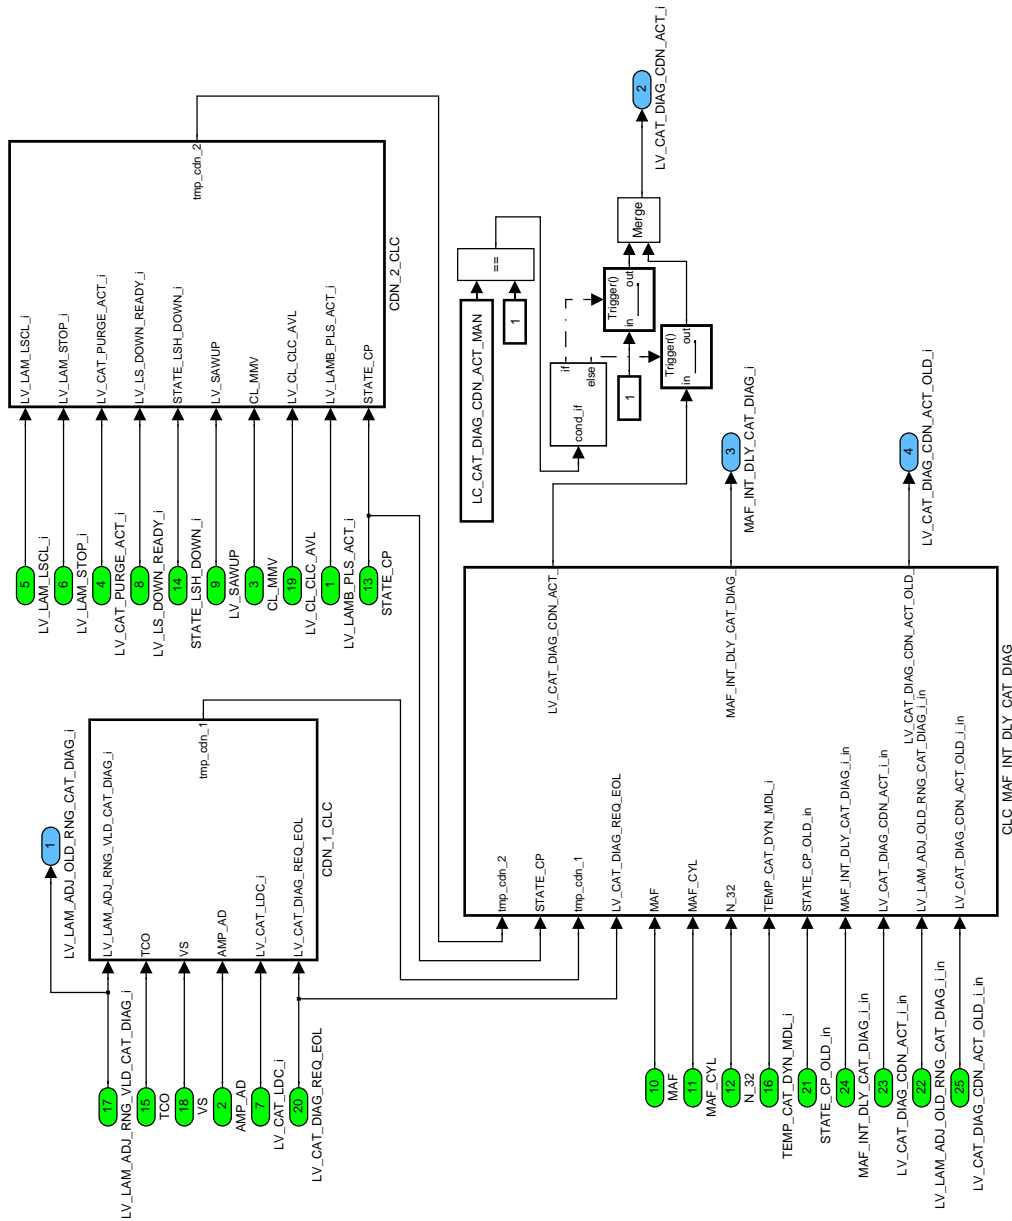 17
LV_LAM_ADJ_RNG_VLD_CAT_DIAG_i
15
TCO
18
VS
2
AMP_AD
7
LV_CAT_LDC_i
20
LV_CAT_DIAG_REQ_EOL
LV_LAM_ADJ_RNG_VLD_CAT_DIAG_i
TCO
VS
AMP_AD
LV_CAT_LDC_i
LV_CAT_DIAG_REQ_EOL
tmp_cdn_1
CDN_1_CLC
1
LV_LAM_ADJ_OLD_RNG_CAT_DIAG_i
5
LV_LAM_LSCL_i
6
LV_LAM_STOP_i
4
LV_CAT_PURGE_ACT_i
8
LV_LS_DOWN_READY_i
14
STATE_LSH_DOWN_i
9
LV_SAWUP
3
CL_MMV
19
LV_CL_CLC_AVL
1
LV_LAMB_PLS_ACT_i
13
STATE_CP
LV_LAM_LSCL_i
LV_LAM_STOP_i
LV_CAT_PURGE_ACT_i
LV_LS_DOWN_READY_i
STATE_LSH_DOWN_i
LV_SAWUP
CL_MMV
LV_CL_CLC_AVL
LV_LAMB_PLS_ACT_i
STATE_CP
tmp_cdn_2
CDN_2_CLC
10
MAF
11
MAF_CYL
12
N_32
16
TEMP_CAT_DYN_MDL_i
21
STATE_CP_OLD_in
24
MAF_INT_DLY_CAT_DIAG_i_in
23
LV_CAT_DIAG_CDN_ACT_i_in
22
LV_LAM_ADJ_OLD_RNG_CAT_DIAG_i_in
25
LV_CAT_DIAG_CDN_ACT_OLD_i_in
tmp_cdn_2
STATE_CP
tmp_cdn_1
LV_CAT_DIAG_REQ_EOL
MAF
MAF_CYL
N_32
TEMP_CAT_DYN_MDL_i
STATE_CP_OLD_in
MAF_INT_DLY_CAT_DIAG_i_in
LV_CAT_DIAG_CDN_ACT_i_in
LV_LAM_ADJ_OLD_RNG_CAT_DIAG_i_in
LV_CAT_DIAG_CDN_ACT_OLD_i_in
LV_CAT_DIAG_CDN_ACT_
MAF_INT_DLY_CAT_DIAG_
LV_CAT_DIAG_CDN_ACT_OLD_
CLC_MAF_INT_DLY_CAT_DIAG
LC_CAT_DIAG_CDN_ACT_MAN
1
==
cond_if
if
else
1
Trigger()
in
out
Trigger()
in
out
Merge
2
LV_CAT_DIAG_CDN_ACT_i
3
MAF_INT_DLY_CAT_DIAG_i
4
LV_CAT_DIAG_CDN_ACT_OLD_i